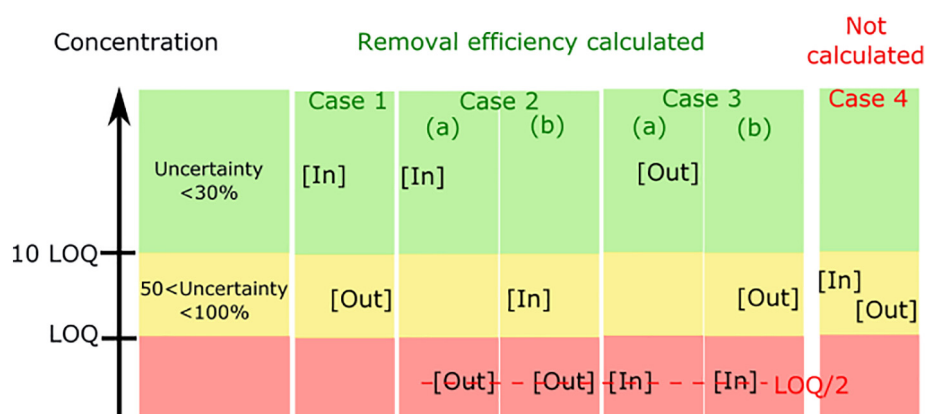 Concentration
Removal efficiency calculated
Not
calculated
Case 1
Case 2
Case 3
Case 4
(a)
(b)
(a)
(b)
Uncertainty
<30%
[In]
[In]
[Out]
10 LOQ
50<Uncertainty
<100%
[Out]
[In]
[Out]
[In]
[Out]
LOQ
[Out]
[Out]
[In]
[In]
LOQ/2